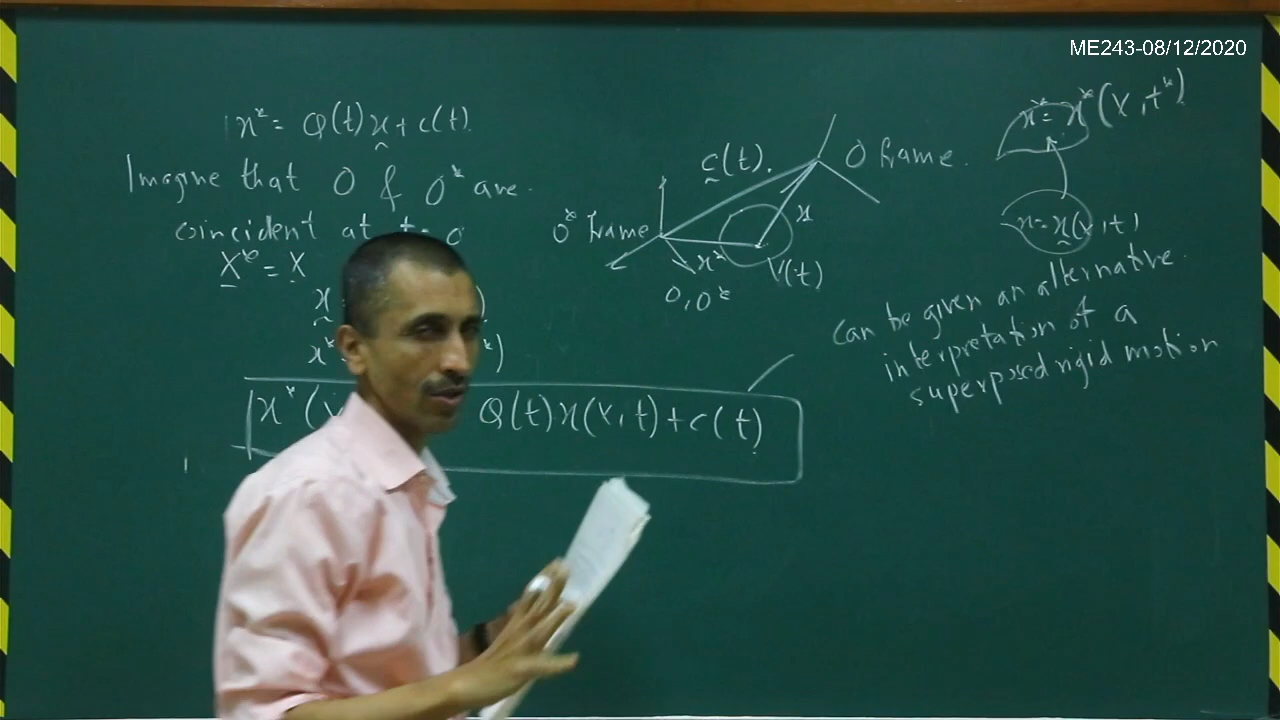 ME243-08/12/2020
x* = Q(t)x + c(t)
Imagine that O & O* are
coincident at t = 0
X* = X
x
x*
x*( Q(t)x(X,t) + c(t)
c(t).
O frame.
O* frame
x
x*
V(t)
O, O*
x* = x*(X, t*)
x = x(X, t)
Can be given an alternative
interpretation of a
superposed rigid motion